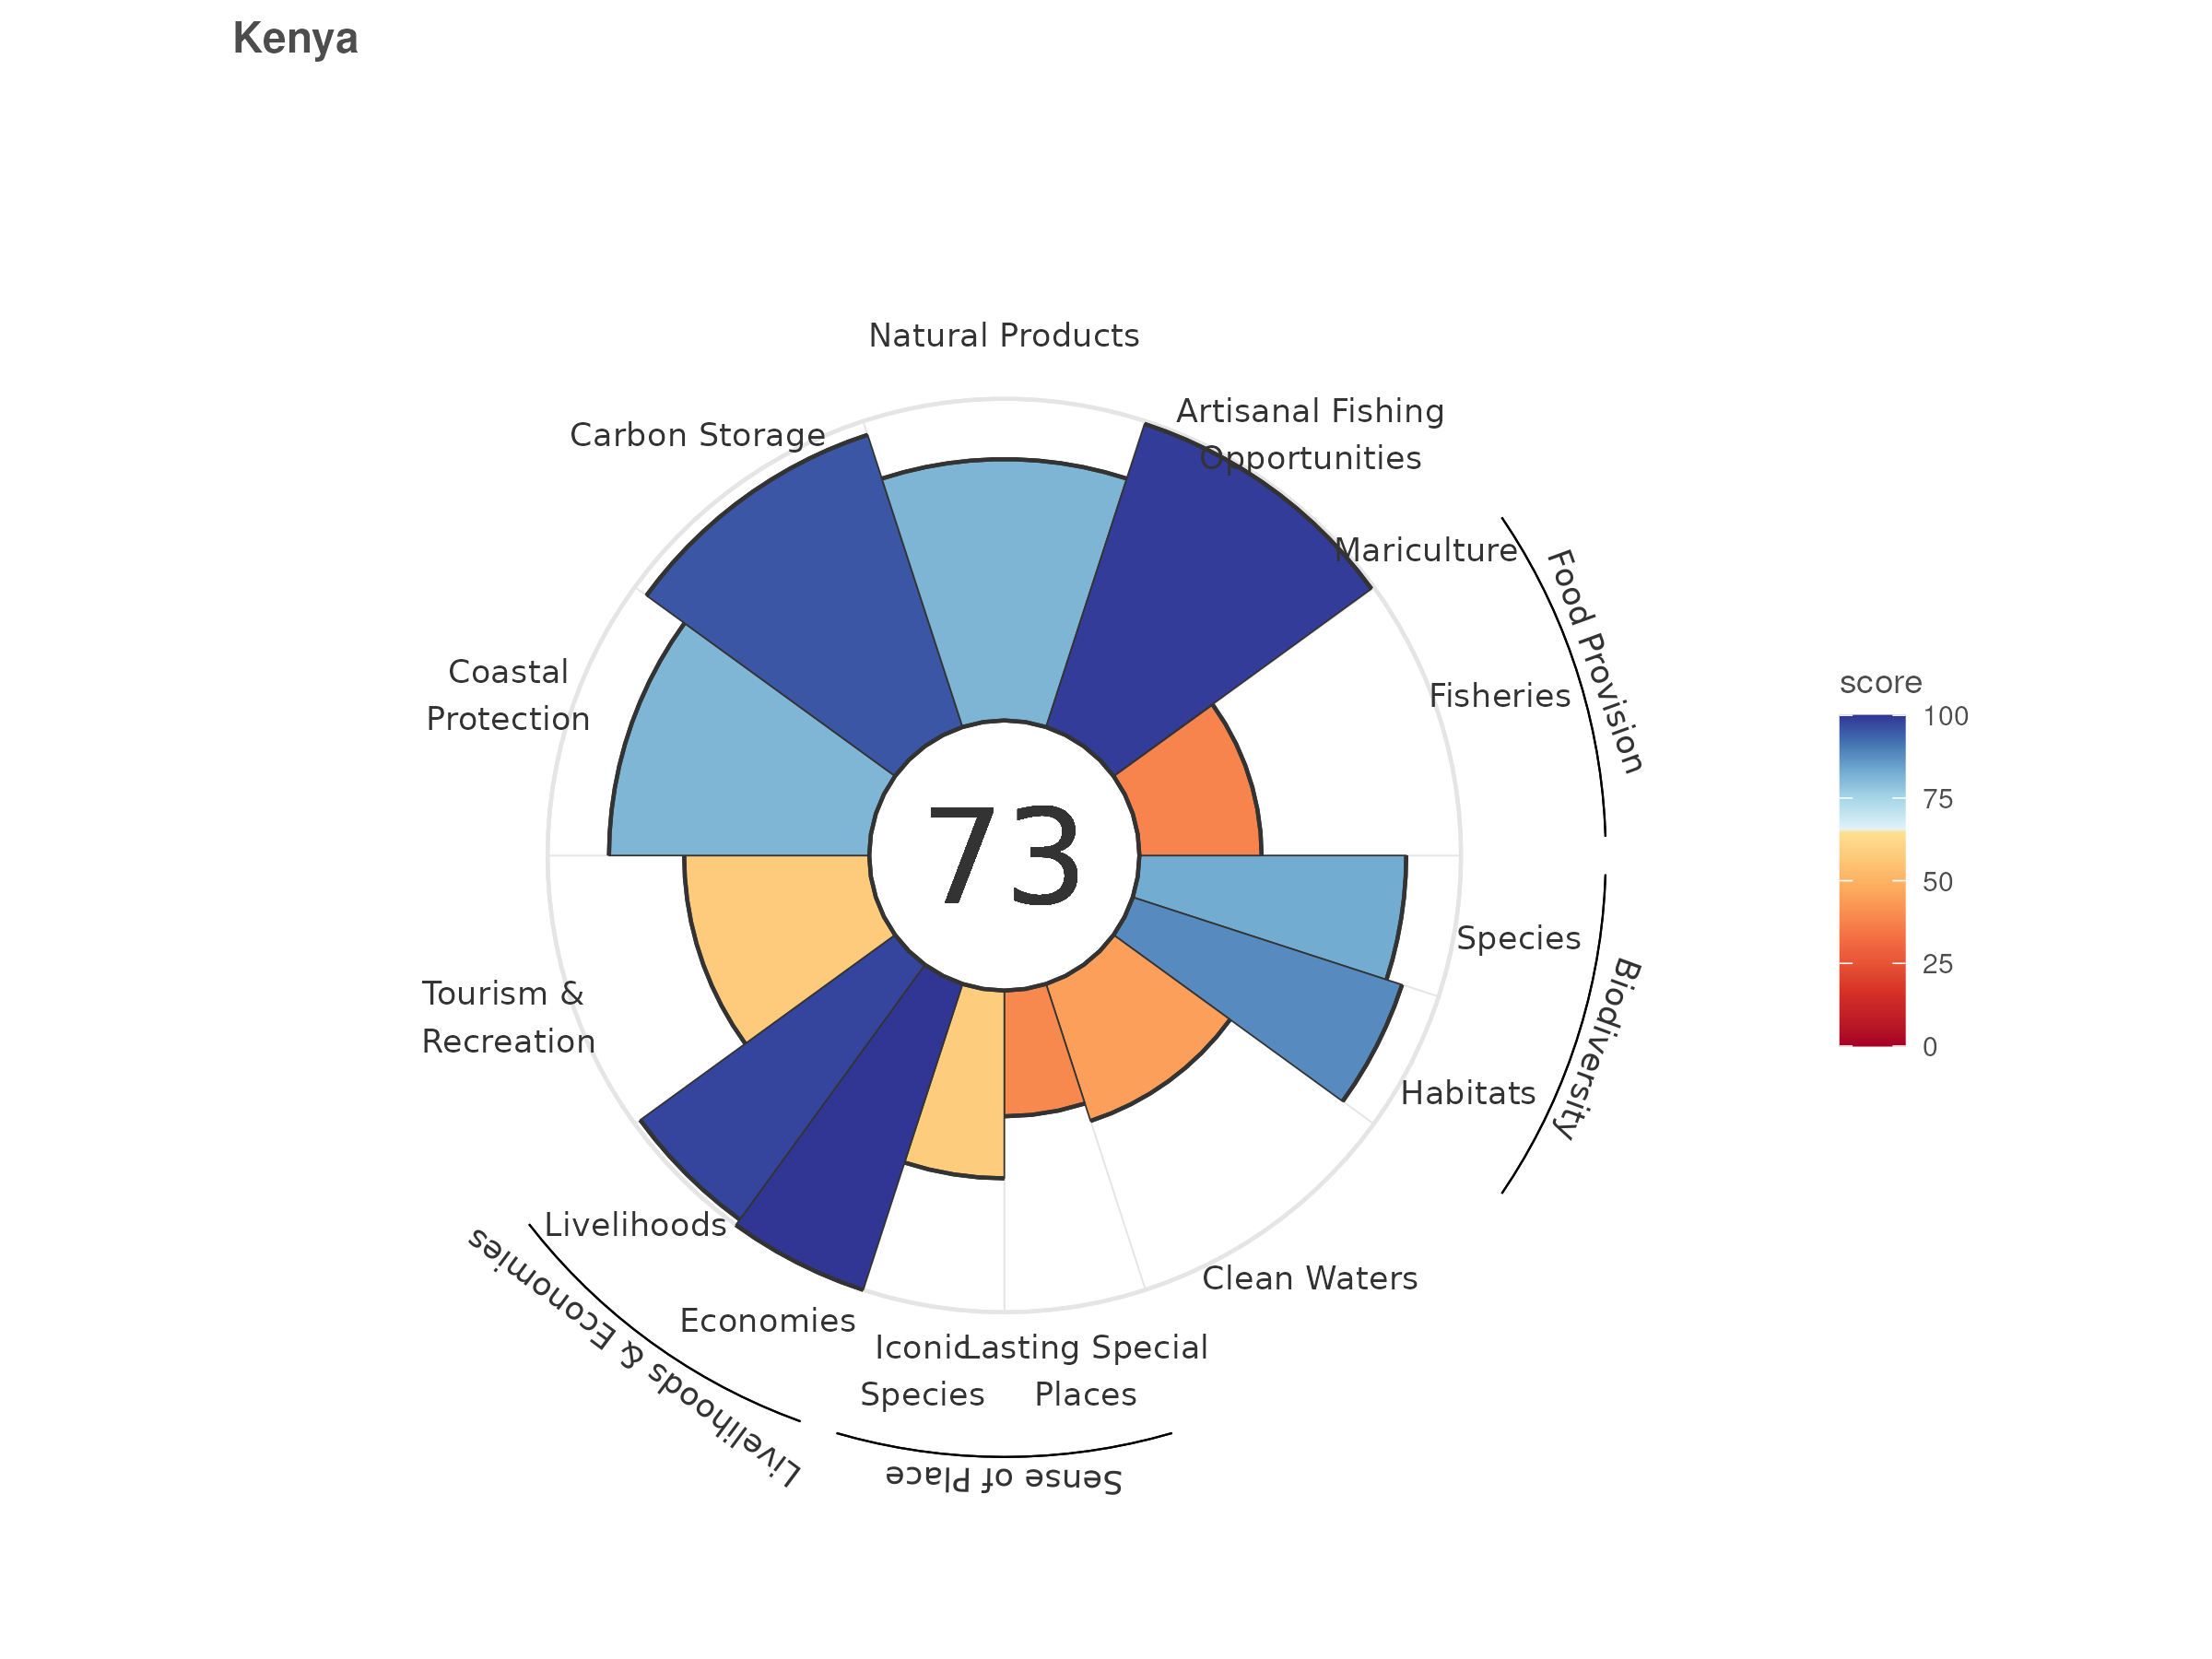 Kenya
Natural Products
Artisanal Fishing
Opportunities
Carbon Storage
Mariculture
Food Provision
Fisheries
Coastal
Protection
score
100
75
50
25
0
73
Species
Biodiversity
Habitats
Tourism &
Recreation
Livelihoods
Livelihoods & Economies
Clean Waters
Economies
Iconic
Species
Lasting Special
Places
Sense of Place